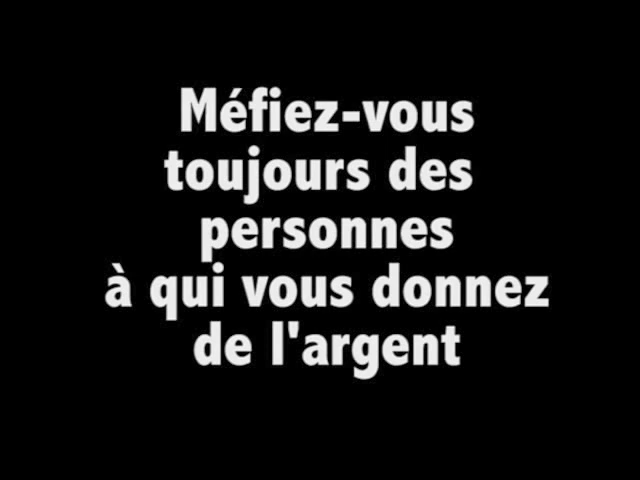 Méfiez-vous
toujours des
personnes
à qui vous donnez
de l'argent